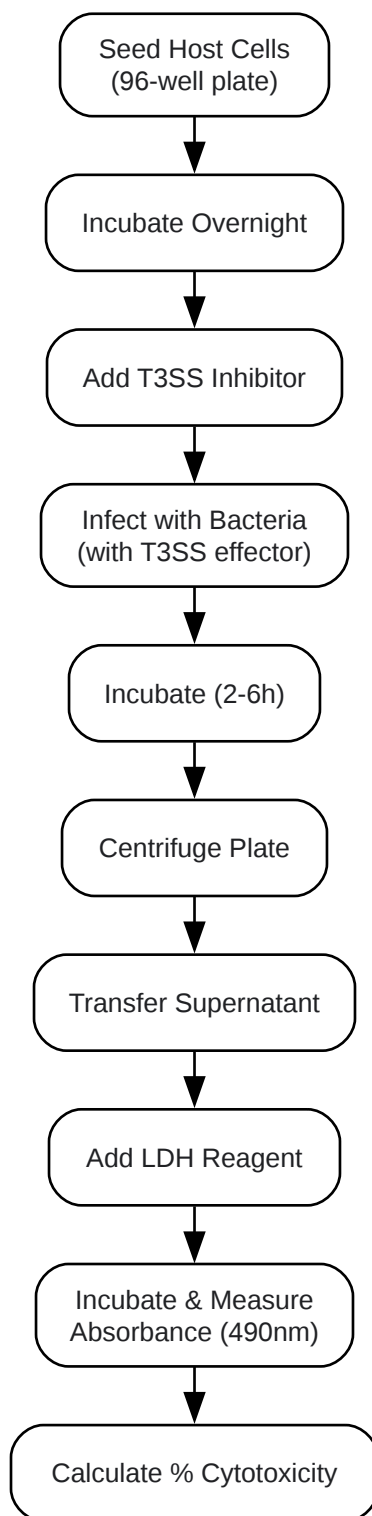 Seed Host Cells
(96-well plate)
Incubate Overnight
Add T3SS Inhibitor
Infect with Bacteria
(with T3SS effector)
Incubate (2-6h)
Centrifuge Plate
Transfer Supernatant
Add LDH Reagent
Incubate & Measure
Absorbance (490nm)
Calculate % Cytotoxicity